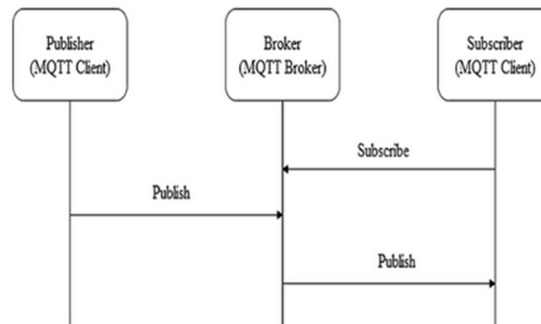 Publisher
(MQTT Client)
Broker
(MQTT Broker)
Subscriber
(MQTT Client)
Subscribe
Publish
Publish